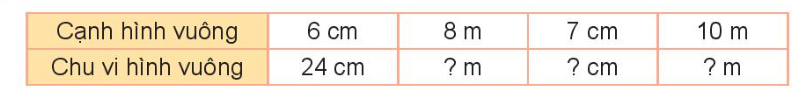 Cạnh hình vuông 6 cm 8 m 7 cm 10 m
Chu vi hình vuông 24 cm ? m ? cm ? m